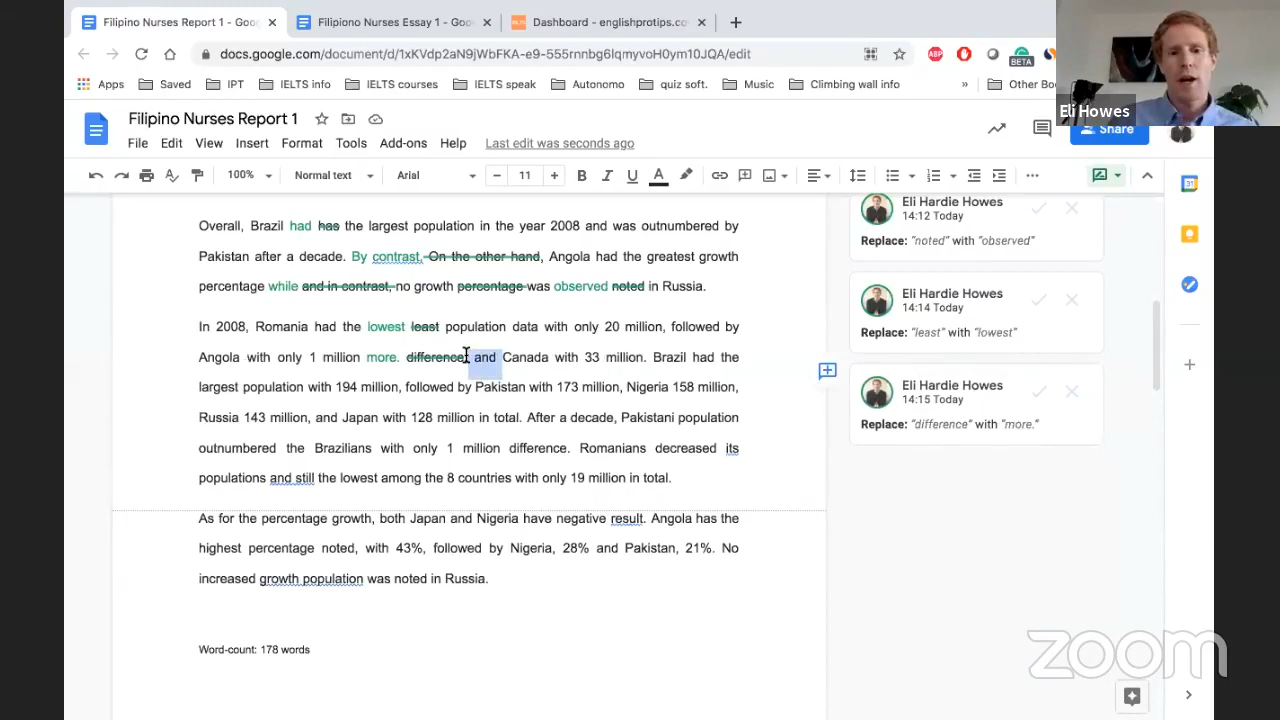 Filipino Nurses Report 1 - Goo
Filipiono Nurses Essay 1 - Goo
Dashboard - englishprotips.co
docs.google.com/document/d/1xKVdp2aN9jWbFKA-e9-555rnnbg6lqmyvoH0ym10JQA/edit
ABP
BETA
Apps Saved IPT IELTS info IELTS courses IELTS speak Autonomo quiz soft. Music Climbing wall info » Other Boo
Eli Howes
Filipino Nurses Report 1
Share
File Edit View Insert Format Tools Add-ons Help Last edit was seconds ago
100% Normal text Arial 11 B I U A
31
Overall, Brazil had has the largest population in the year 2008 and was outnumbered by
Pakistan after a decade. By contrast, On the other hand, Angola had the greatest growth
percentage while and in contrast, no growth percentage was observed noted in Russia.
In 2008, Romania had the lowest least population data with only 20 million, followed by
Angola with only 1 million more. difference, and Canada with 33 million. Brazil had the
largest population with 194 million, followed by Pakistan with 173 million, Nigeria 158 million,
Russia 143 million, and Japan with 128 million in total. After a decade, Pakistani population
outnumbered the Brazilians with only 1 million difference. Romanians decreased its
populations and still the lowest among the 8 countries with only 19 million in total.
As for the percentage growth, both Japan and Nigeria have negative result. Angola has the
highest percentage noted, with 43%, followed by Nigeria, 28% and Pakistan, 21%. No
increased growth population was noted in Russia.
Word-count: 178 words
Eli Hardie Howes
14:12 Today
Replace: "noted" with "observed"
Eli Hardie Howes
14:14 Today
Replace: "least" with "lowest"
Eli Hardie Howes
14:15 Today
Replace: "difference" with "more."
zoom